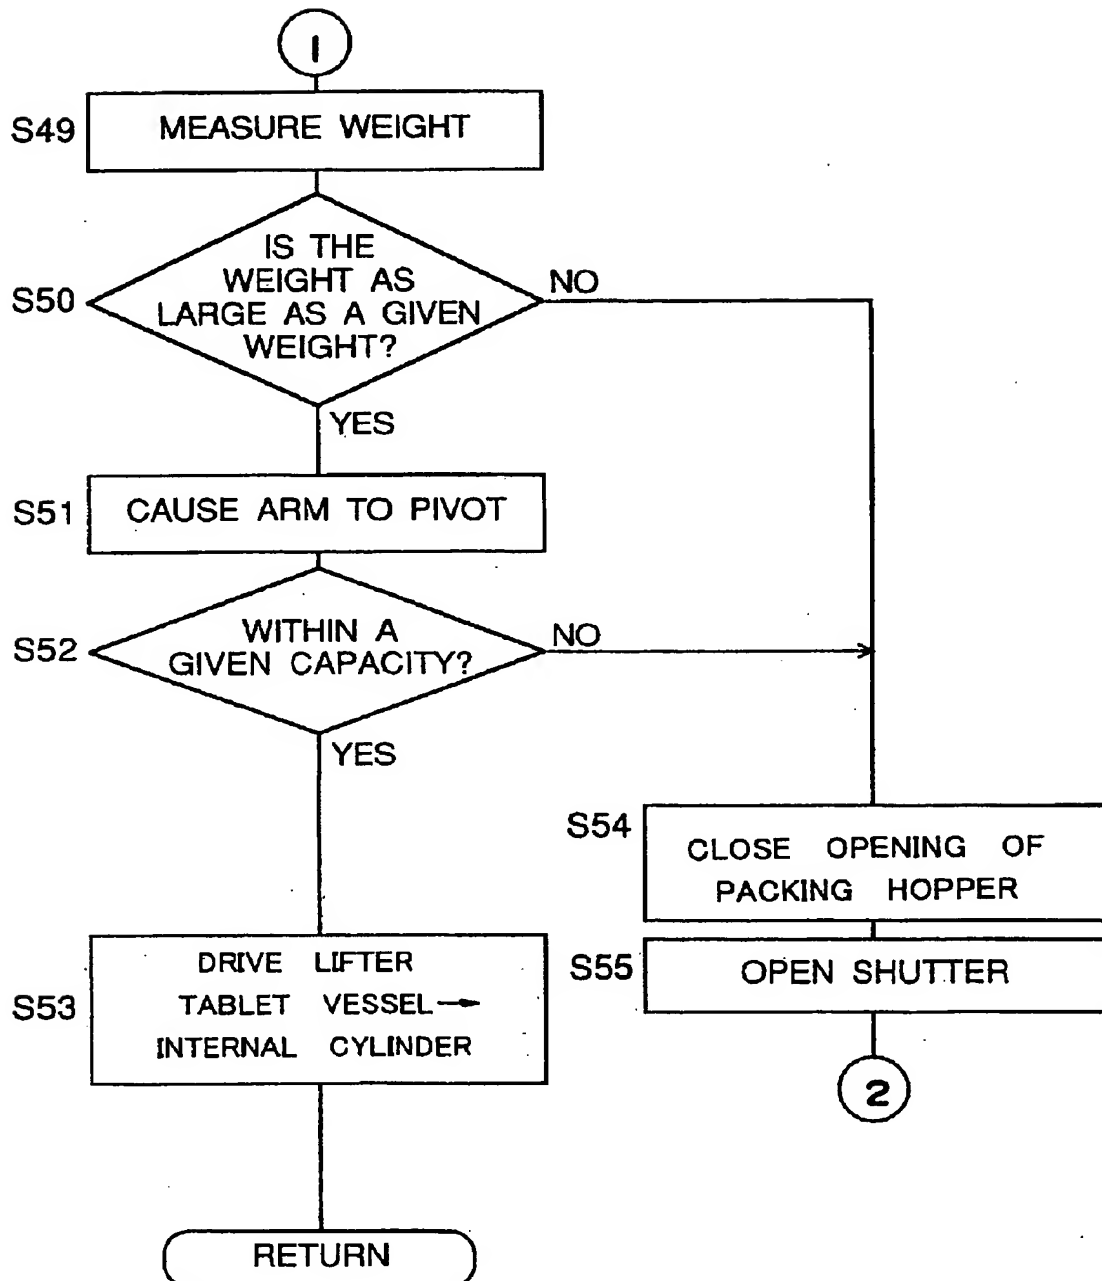 1
S49
MEASURE WEIGHT
S50
IS THE
WEIGHT AS
LARGE AS A GIVEN
WEIGHT?
NO
YES
S51
CAUSE ARM TO PIVOT
S52
WITHIN A
GIVEN CAPACITY?
NO
YES
S54
CLOSE OPENING OF
PACKING HOPPER
S53
DRIVE LIFTER
TABLET VESSEL→
INTERNAL CYLINDER
S55
OPEN SHUTTER
2
RETURN